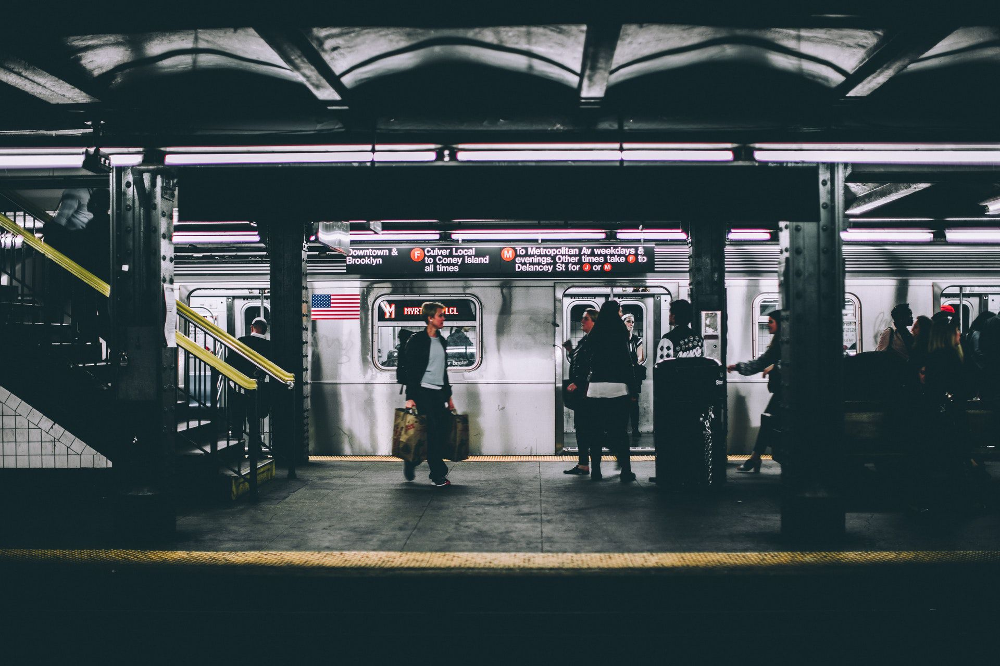 Downtown &
Brooklyn
F Culver Local
to Coney Island
all times
M To Metropolitan Av weekdays &
evenings. Other times take F to
Delancey St for J or M
M LCL